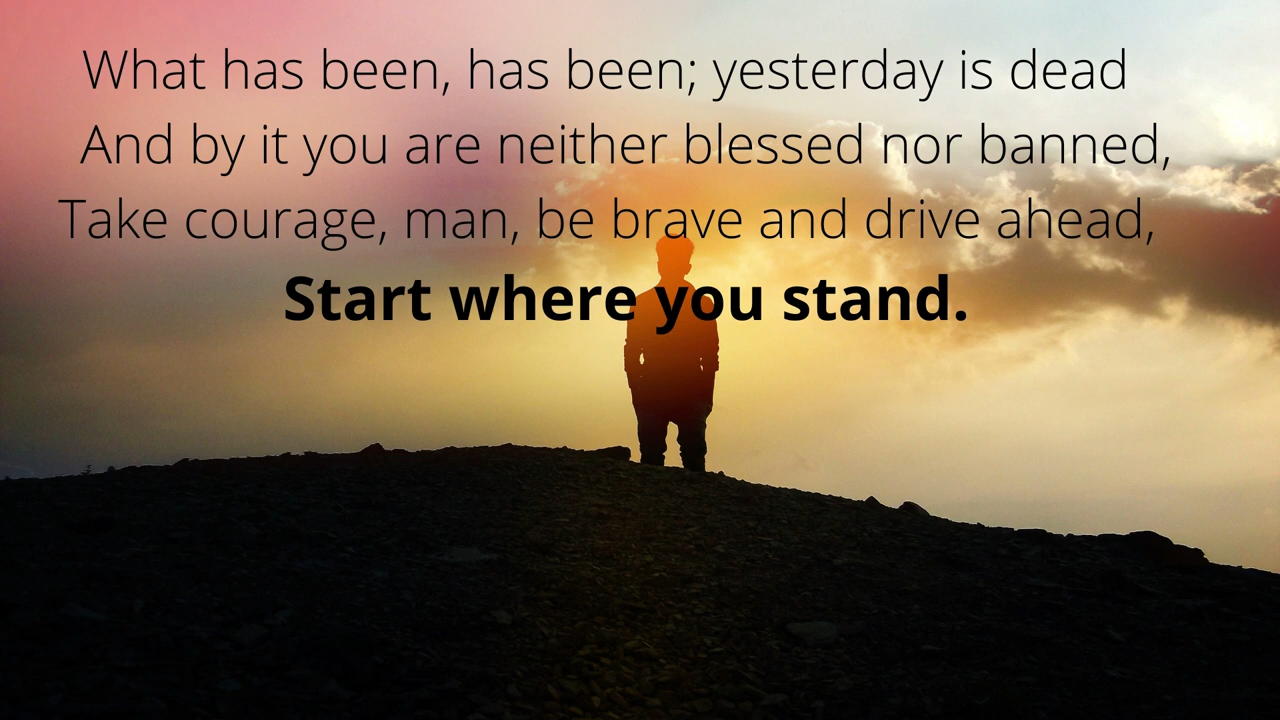 What has been, has been; yesterday is dead
And by it you are neither blessed nor banned,
Take courage, man, be brave and drive ahead,
Start where you stand.